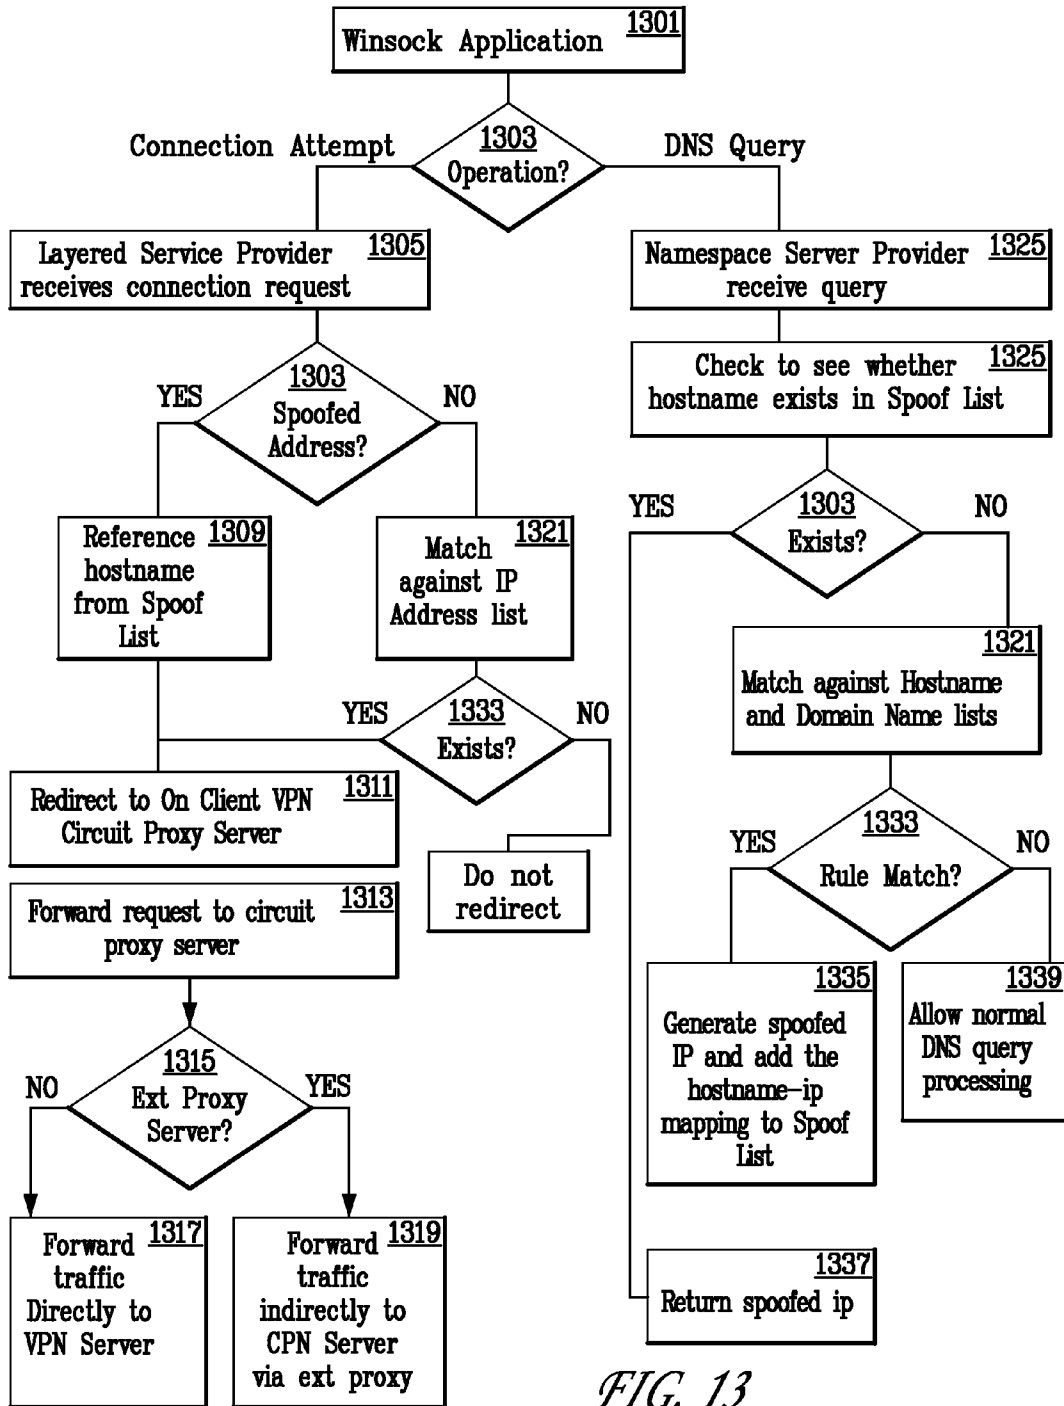 Winsock Application 1301
1303
Operation?
Connection Attempt
DNS Query
Layered Service Provider 1305
receives connection request
Namespace Server Provider 1325
receive query
Check to see whether 1325
hostname exists in Spoof List
1303
Spoofed
Address?
YES
NO
1303
Exists?
YES
NO
Reference 1309
hostname
from Spoof
List
1321
Match
against IP
Address list
1321
Match against Hostname
and Domain Name lists
1333
Exists?
YES
NO
Redirect to On Client VPN 1311
Circuit Proxy Server
Do not
redirect
1333
Rule Match?
YES
NO
Forward request to circuit 1313
proxy server
1335
Generate spoofed
IP and add the
hostname-ip
mapping to Spoof
List
1339
Allow normal
DNS query
processing
1315
Ext Proxy
Server?
NO
YES
Forward 1317
traffic
Directly to
VPN Server
Forward 1319
traffic
indirectly to
CPN Server
via ext proxy
1337
Return spoofed ip
FIG. 13